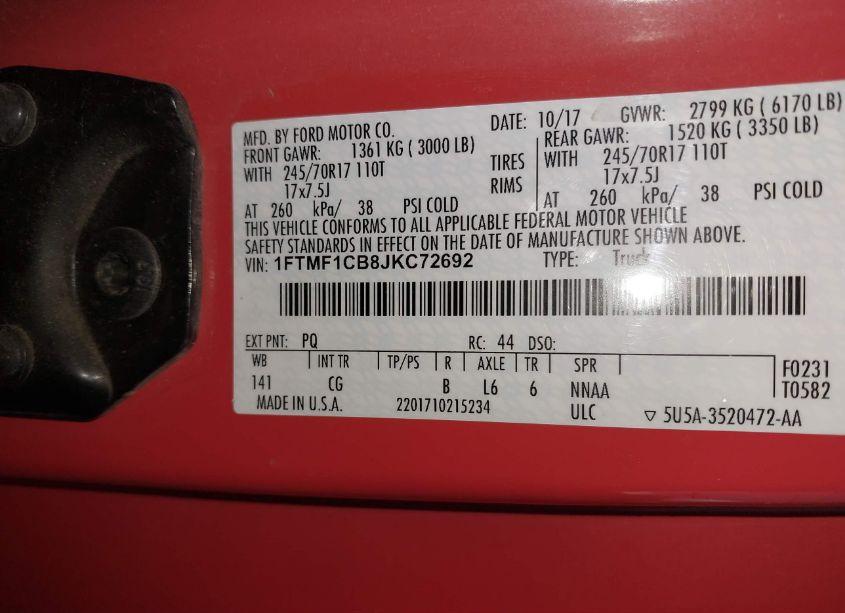 MFD. BY FORD MOTOR CO. DATE: 10/17 GVWR: 2799 KG ( 6170 LB)
FRONT GAWR: 1361 KG ( 3000 LB) REAR GAWR: 1520 KG ( 3350 LB)
WITH 245/70R17 110T TIRES WITH 245/70R17 110T
17x7.5J RIMS 17x7.5J
AT 260 kPa/ 38 PSI COLD AT 260 kPa/ 38 PSI COLD
THIS VEHICLE CONFORMS TO ALL APPLICABLE FEDERAL MOTOR VEHICLE
SAFETY STANDARDS IN EFFECT ON THE DATE OF MANUFACTURE SHOWN ABOVE.
VIN: 1FTMF1CB8JKC72692 TYPE: Truck
EXT PNT: PQ RC: 44 DSO:
WB INT TR TP/PS R AXLE TR SPR F0231
141 CG B L6 6 NNAA T0582
MADE IN U.S.A. 2201710215234 ULC ▽ 5U5A-3520472-AA